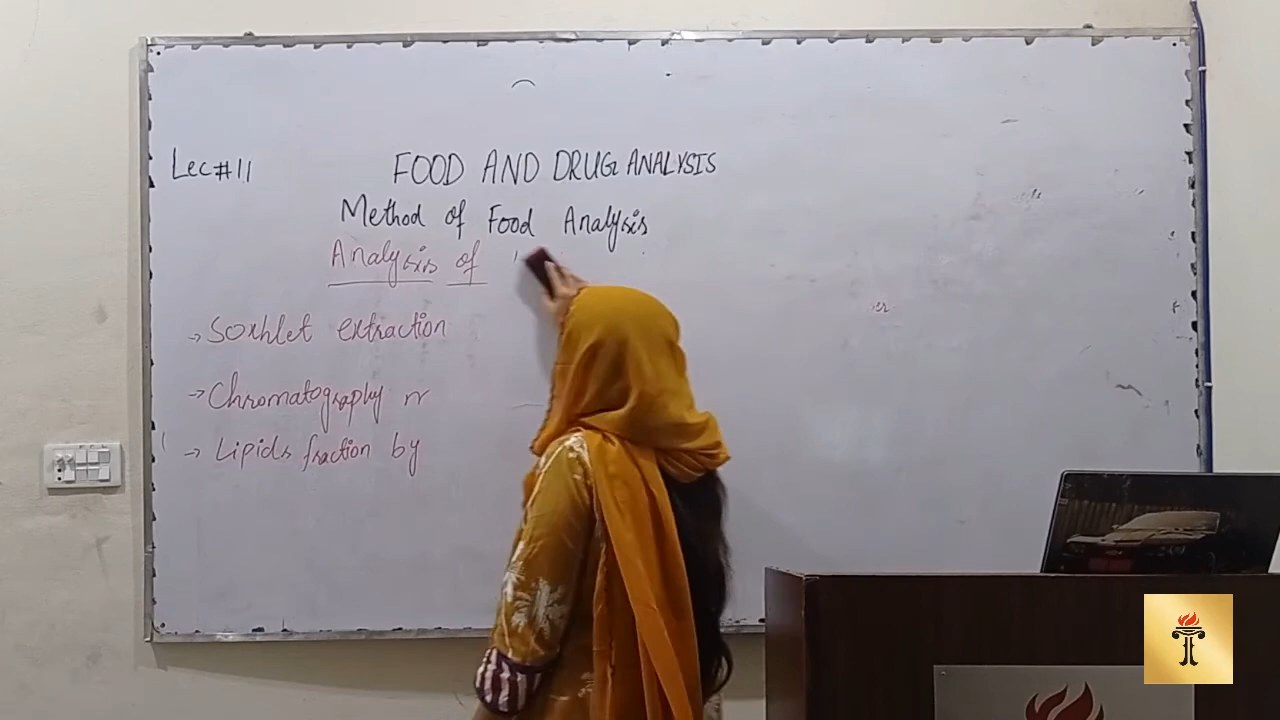 Lec#11
FOOD AND DRUG ANALYSIS
Method of Food Analysis
Analysis of
→ Soxhlet extraction
→ Chromatography
→ Lipids fraction by